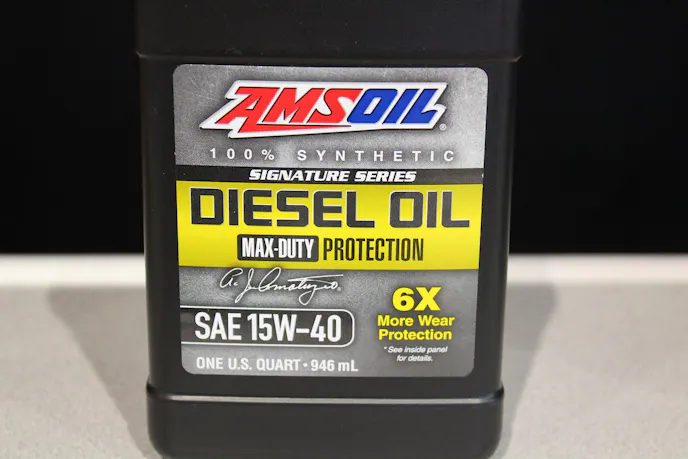 AMSOIL®
100% SYNTHETIC
SIGNATURE SERIES
DIESEL OIL
MAX-DUTY PROTECTION
SAE 15W-40
6X
More Wear
Protection
*See inside panel
for details.
ONE U.S. QUART • 946 mL